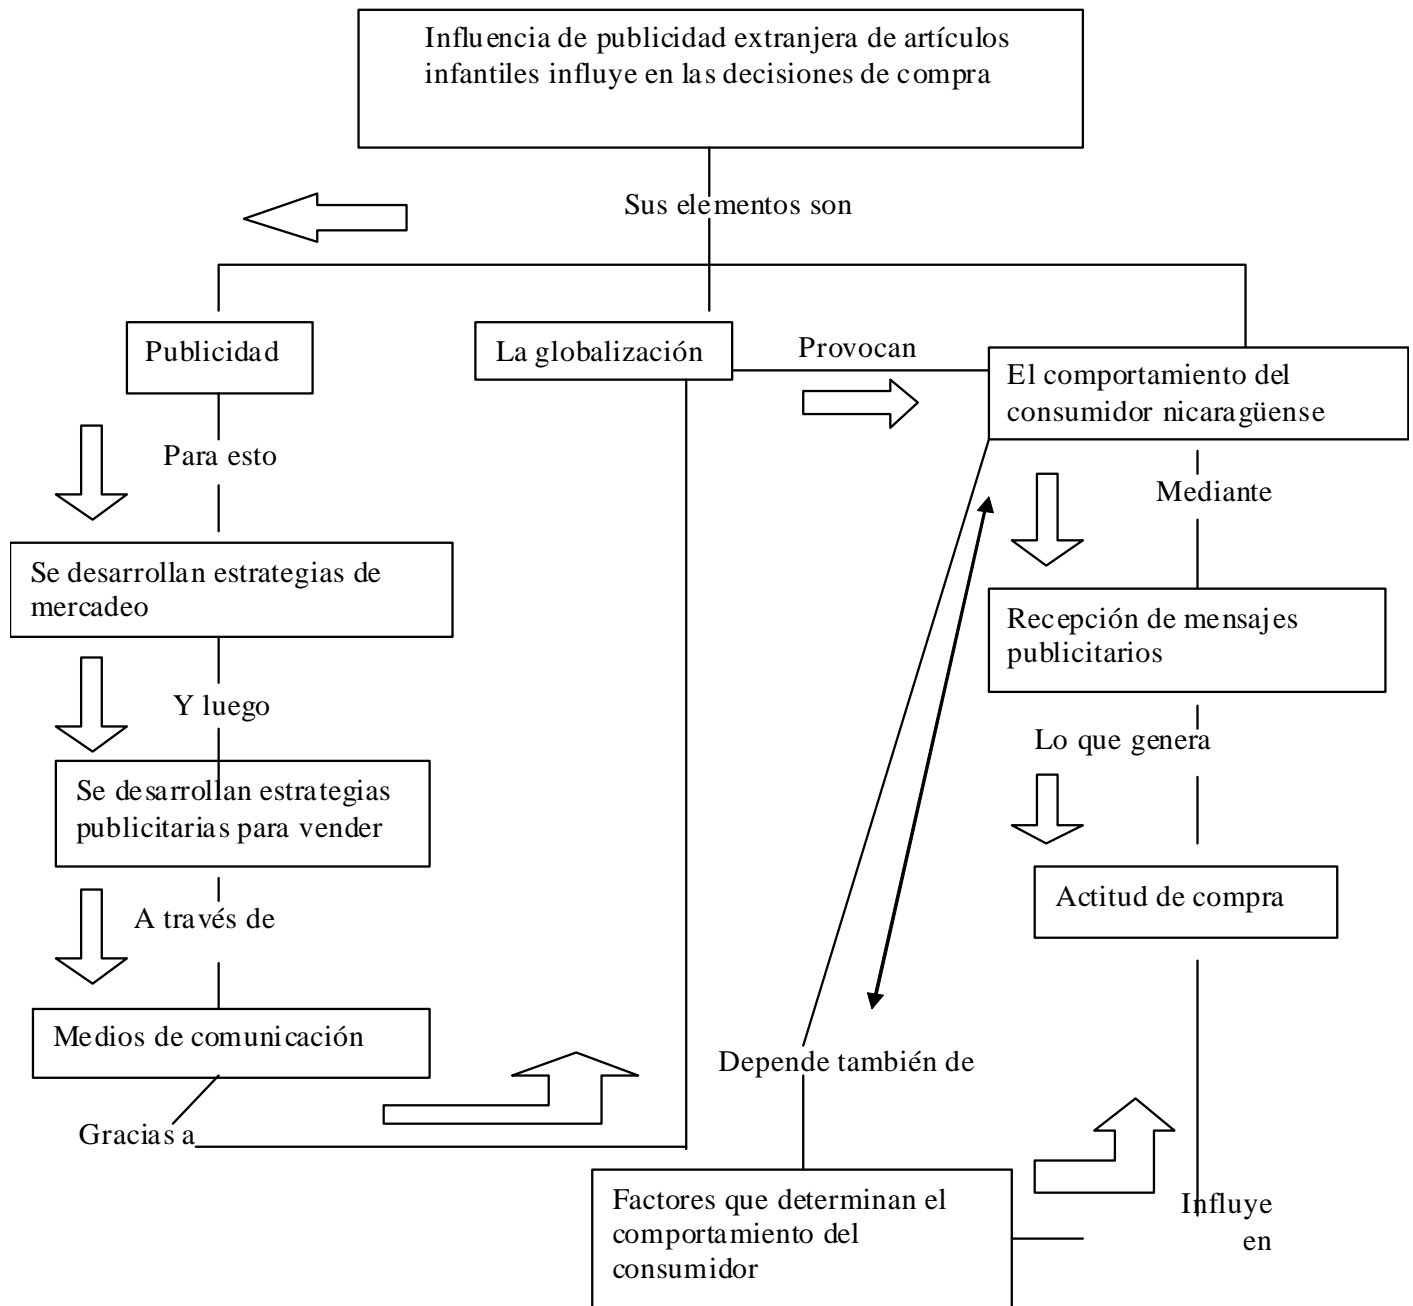 Influencia de publicidad extranjera de artículos
infantiles influye en las decisiones de compra
Sus elementos son
Publicidad
La globalización
Provocan
El comportamiento del
consumidor nicaragüense
Para esto
Mediante
Se desarrollan estrategias de
mercadeo
Recepción de mensajes
publicitarios
Y luego
Lo que genera
Se desarrollan estrategias
publicitarias para vender
Actitud de compra
A través de
Medios de comunicación
Depende también de
Gracias a
Factores que determinan el
comportamiento del
consumidor
Influye
en